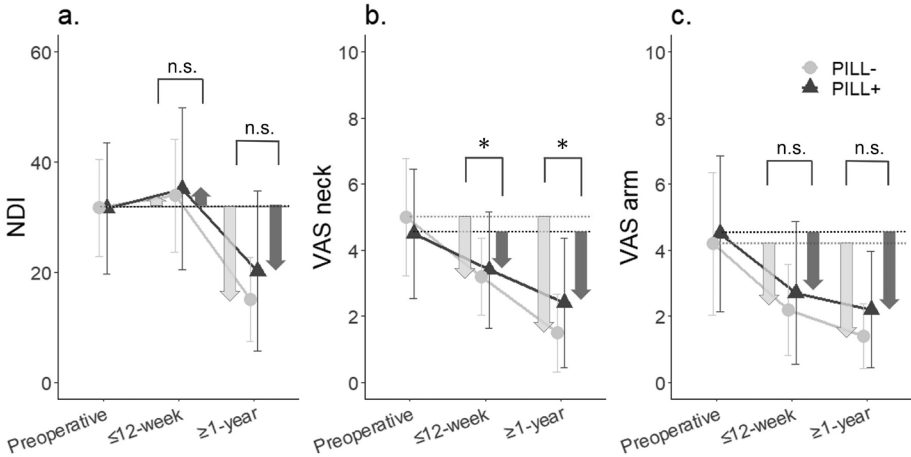 a.
NDI
60
40
20
0
n.s.
n.s.
Preoperative
≤12-week
≥1-year
b.
VAS neck
10
8
6
4
2
0
*
*
Preoperative
≤12-week
≥1-year
c.
VAS arm
10
8
6
4
2
0
PILL-
PILL+
n.s.
n.s.
Preoperative
≤12-week
≥1-year